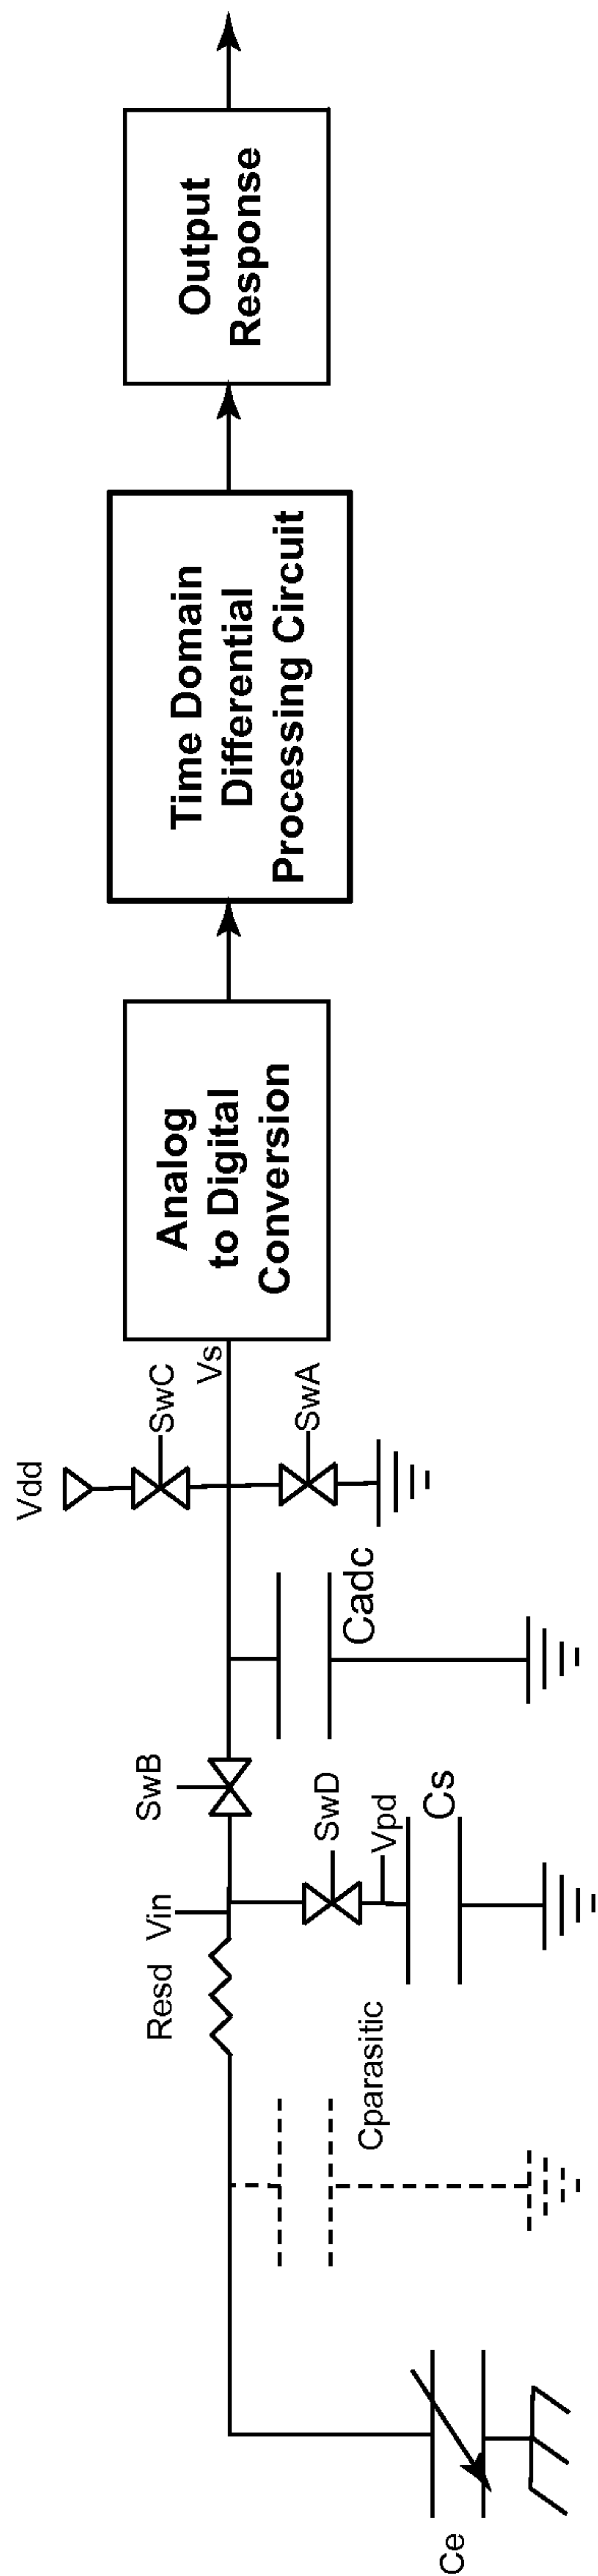 Ce
Cparasitic
Resd
Vin
SwD
Vpd
Cs
SwB
Cadc
Vdd
SwC
Vs
SwA
Analog
to Digital
Conversion
Time Domain
Differential
Processing Circuit
Output
Response